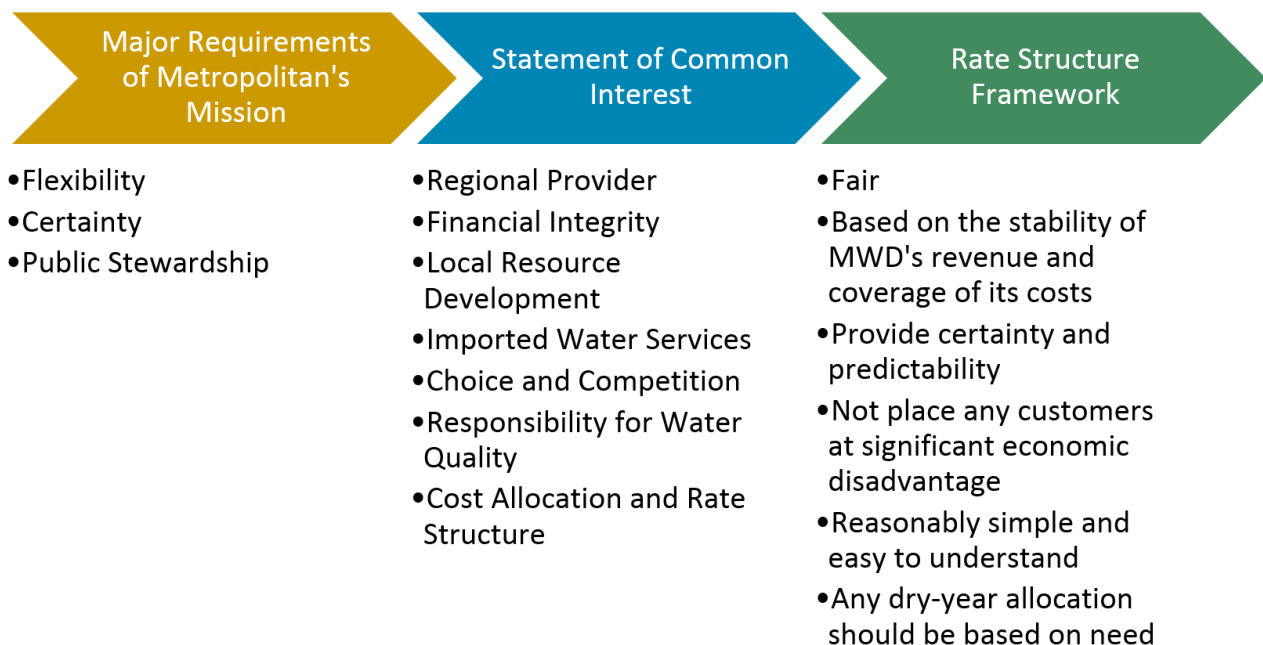 Major Requirements
of Metropolitan's
Mission
•Flexibility
•Certainty
•Public Stewardship
Statement of Common
Interest
•Regional Provider
•Financial Integrity
•Local Resource
Development
•Imported Water Services
•Choice and Competition
•Responsibility for Water
Quality
•Cost Allocation and Rate
Structure
Rate Structure
Framework
•Fair
•Based on the stability of
MWD's revenue and
coverage of its costs
•Provide certainty and
predictability
•Not place any customers
at significant economic
disadvantage
•Reasonably simple and
easy to understand
•Any dry-year allocation
should be based on need